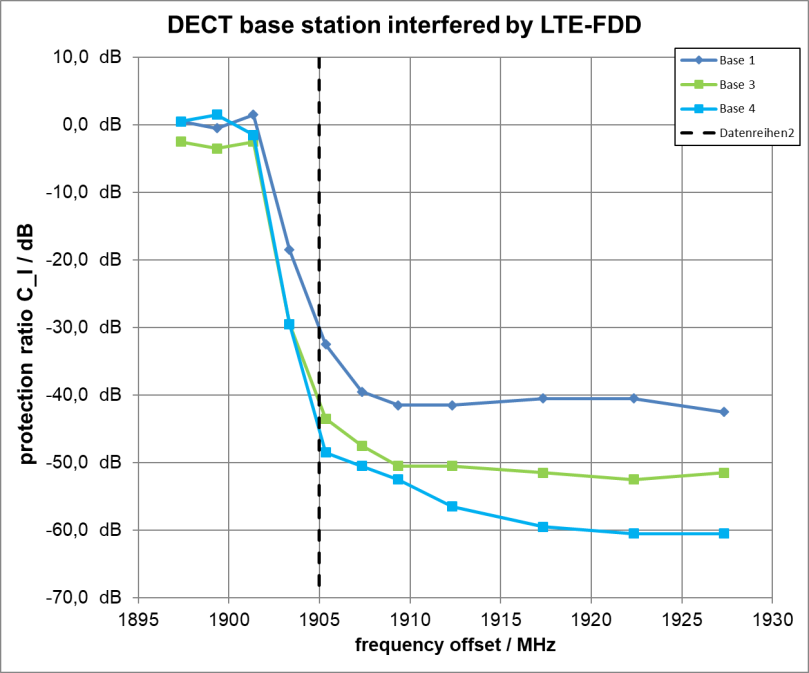 DECT base station interfered by LTE-FDD
10,0 dB
0,0 dB
-10,0 dB
-20,0 dB
-30,0 dB
-40,0 dB
-50,0 dB
-60,0 dB
-70,0 dB
protection ratio C_I / dB
Base 1
Base 3
Base 4
Datenreihen2
1895 1900 1905 1910 1915 1920 1925 1930
frequency offset / MHz